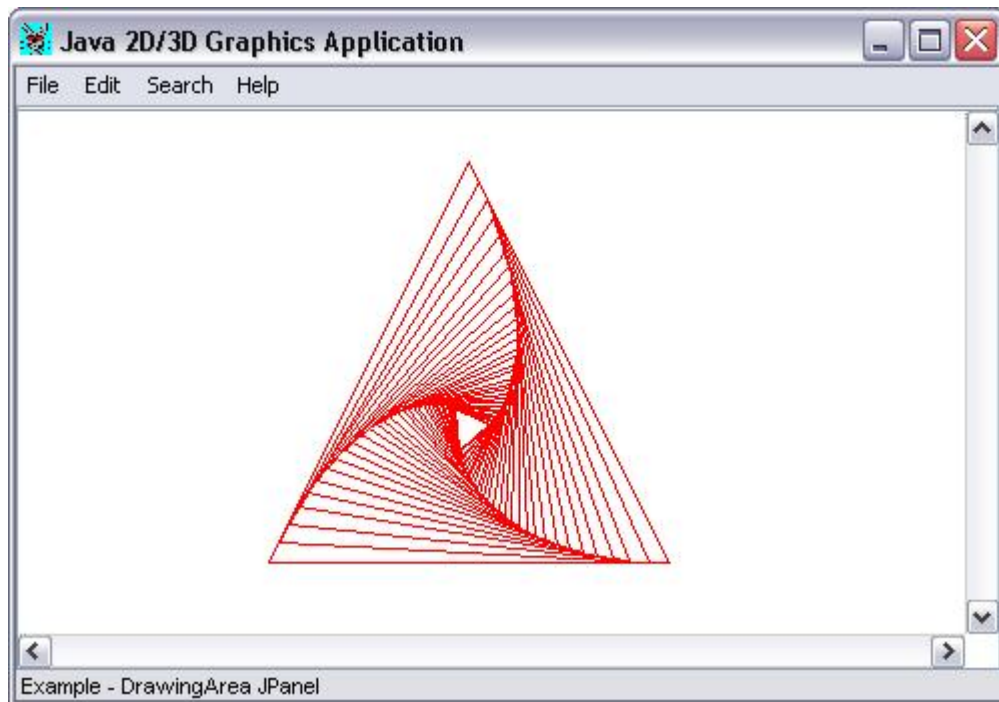 Java 2D/3D Graphics Application
File Edit Search Help
Example - DrawingArea JPanel